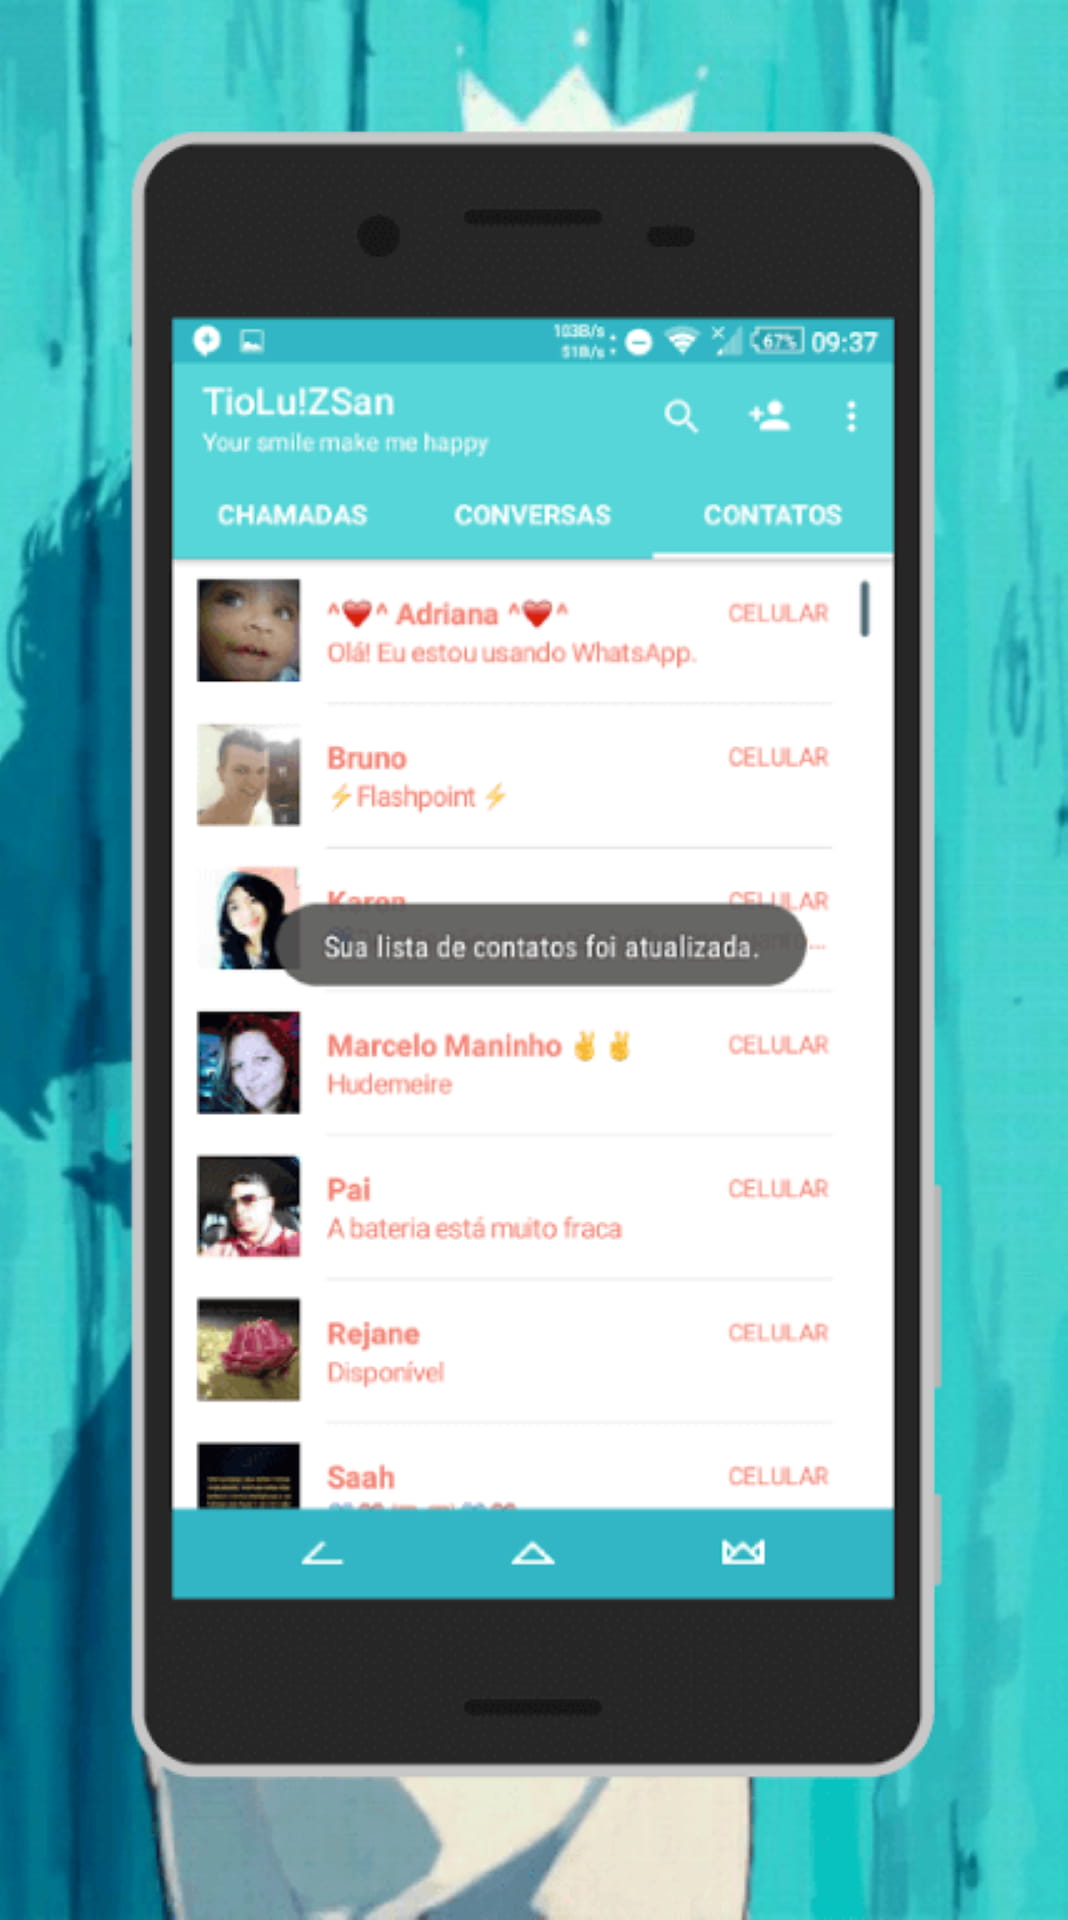 103B/s
51B/s
67%
09:37
TioLu!ZSan
Your smile make me happy
CHAMADAS CONVERSAS CONTATOS
^❤^ Adriana ^❤^ CELULAR
Olá! Eu estou usando WhatsApp.
Bruno CELULAR
⚡Flashpoint ⚡
Karen CELULAR
Sua lista de contatos foi atualizada.
Marcelo Maninho ✌✌ CELULAR
Hudemeire
Pai CELULAR
A bateria está muito fraca
Rejane CELULAR
Disponível
Saah CELULAR